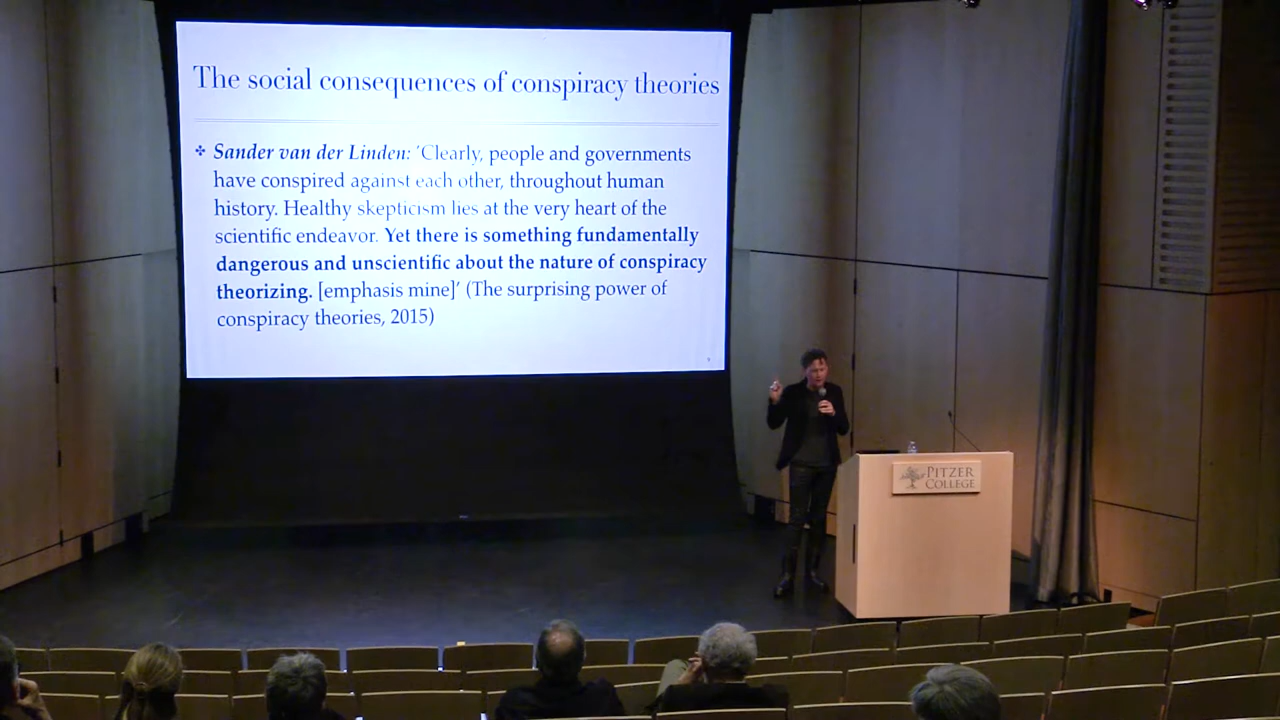 The social consequences of conspiracy theories
❖ Sander van der Linden: ‘Clearly, people and governments
have conspired against each other, throughout human
history. Healthy skepticism lies at the very heart of the
scientific endeavor. Yet there is something fundamentally
dangerous and unscientific about the nature of conspiracy
theorizing. [emphasis mine]’ (The surprising power of
conspiracy theories, 2015)
PITZER
COLLEGE